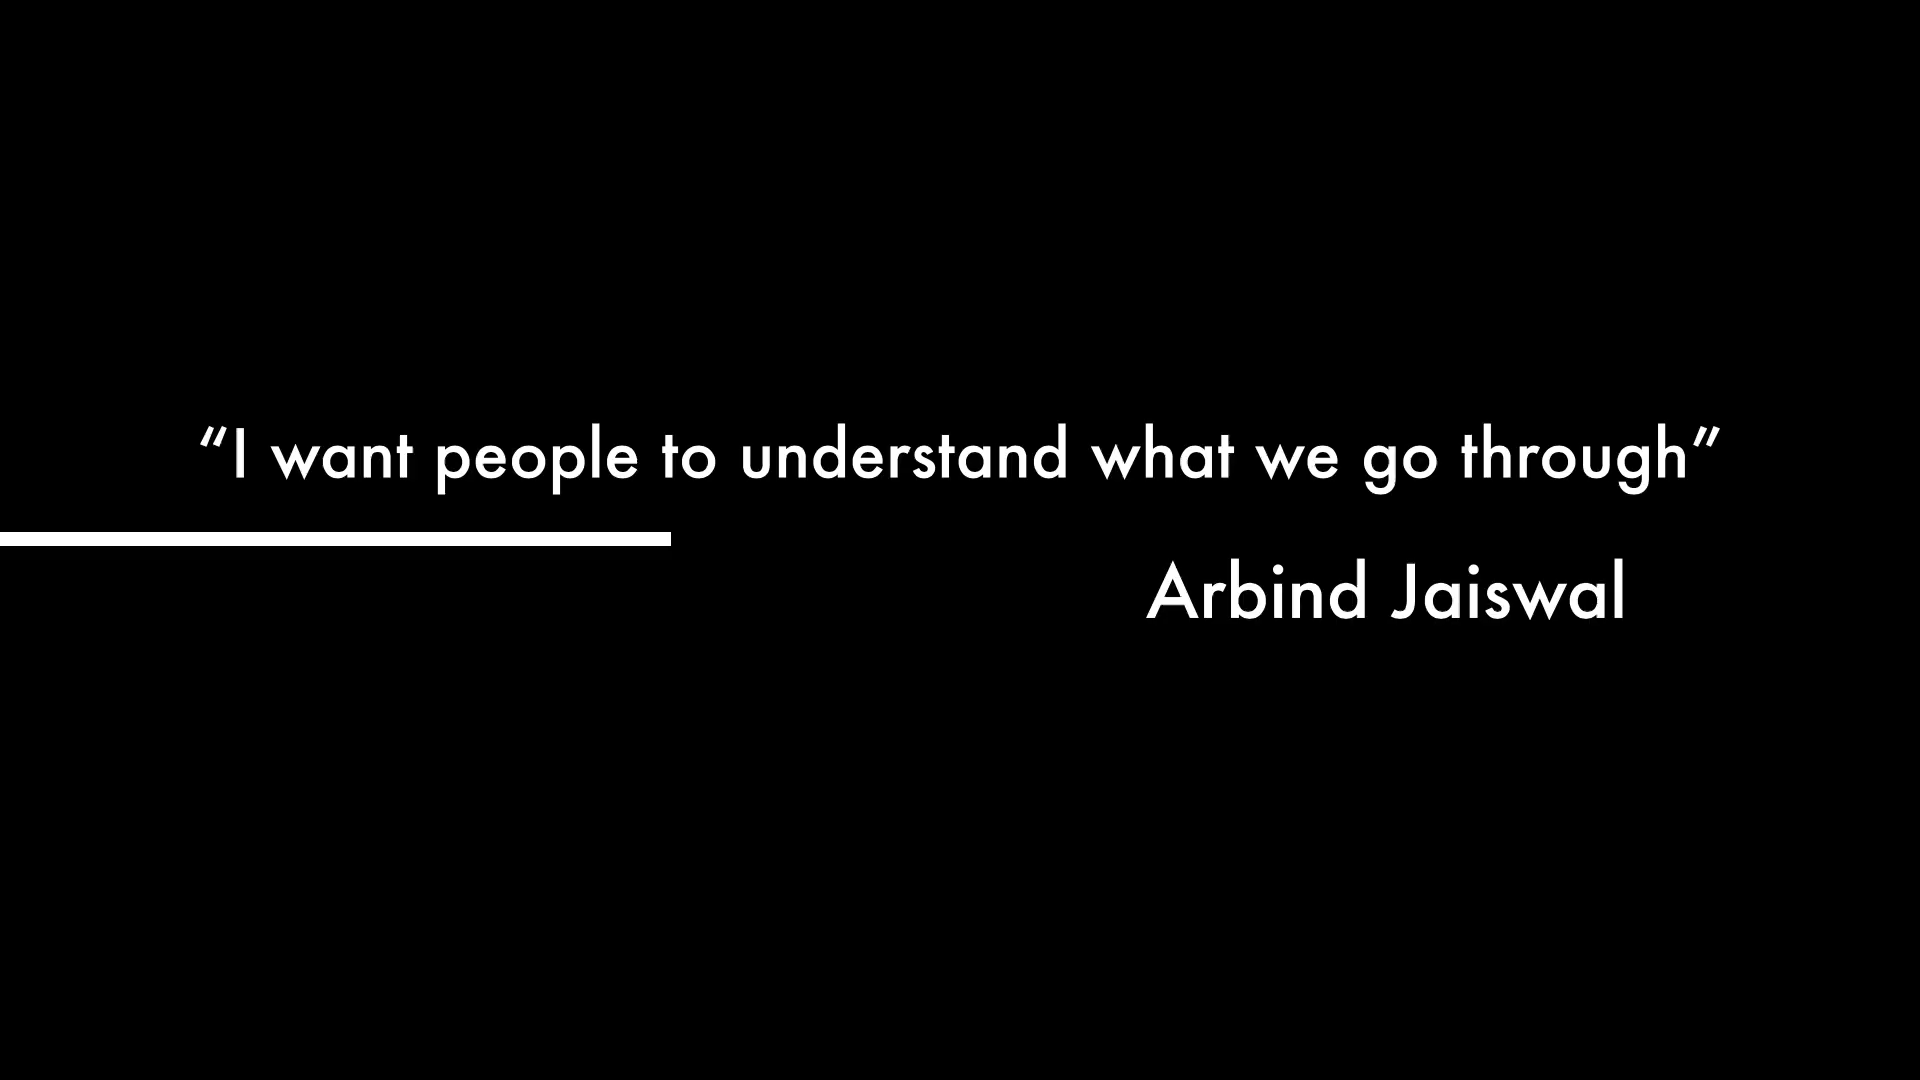 “I want people to understand what we go through”
Arbind Jaiswal